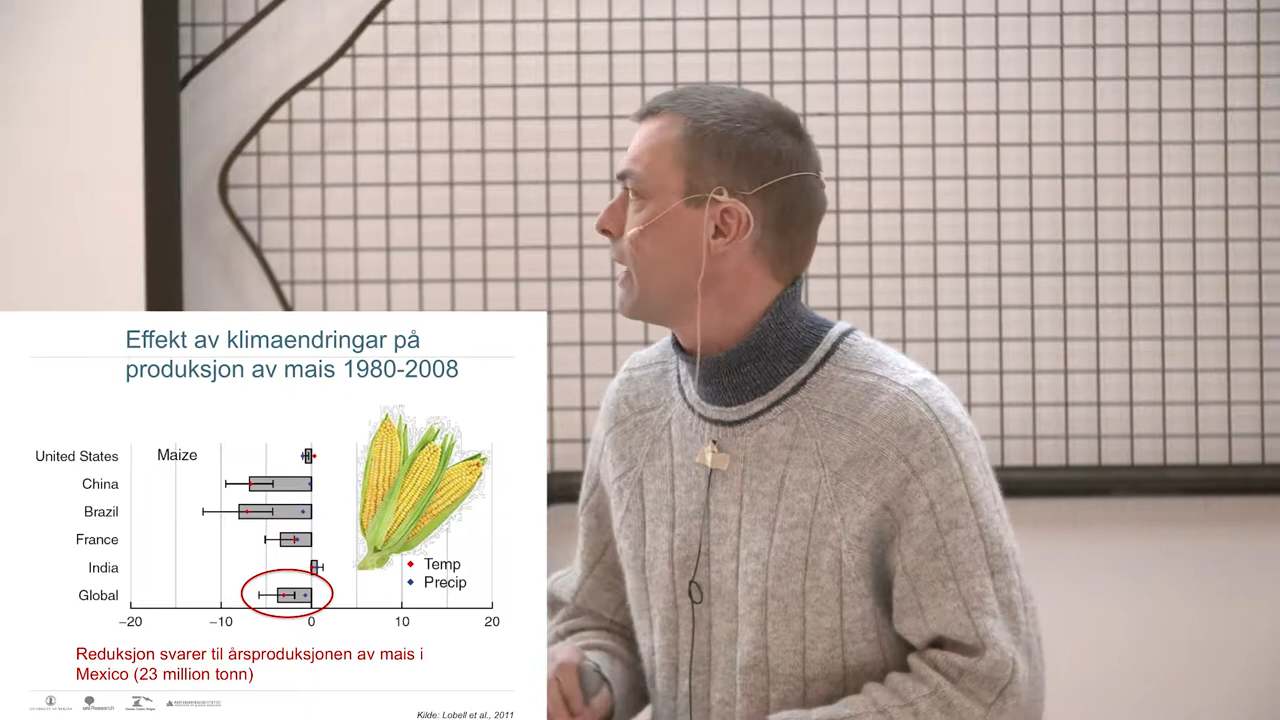 Effekt av klimaendringar på
produksjon av mais 1980-2008
Maize
United States
China
Brazil
France
India
Global
Temp
Precip
−20 −10 0 10 20
Reduksjon svarer til årsproduksjonen av mais i
Mexico (23 million tonn)
uni Research
Kilde: Lobell et al., 2011